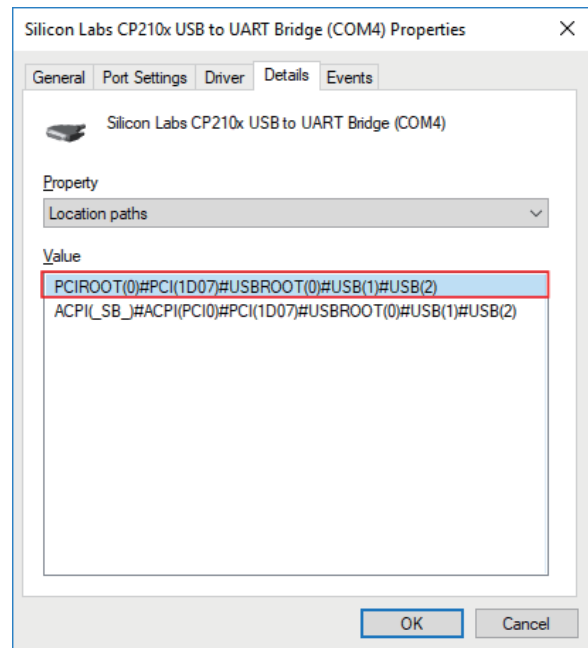 Silicon Labs CP210x USB to UART Bridge (COM4) Properties
General Port Settings Driver Details Events
Silicon Labs CP210x USB to UART Bridge (COM4)
Property
Location paths
Value
PCIROOT(0)#PCI(1D07)#USBROOT(0)#USB(1)#USB(2)
ACPI(_SB_)#ACPI(PCI0)#PCI(1D07)#USBROOT(0)#USB(1)#USB(2)
OK Cancel